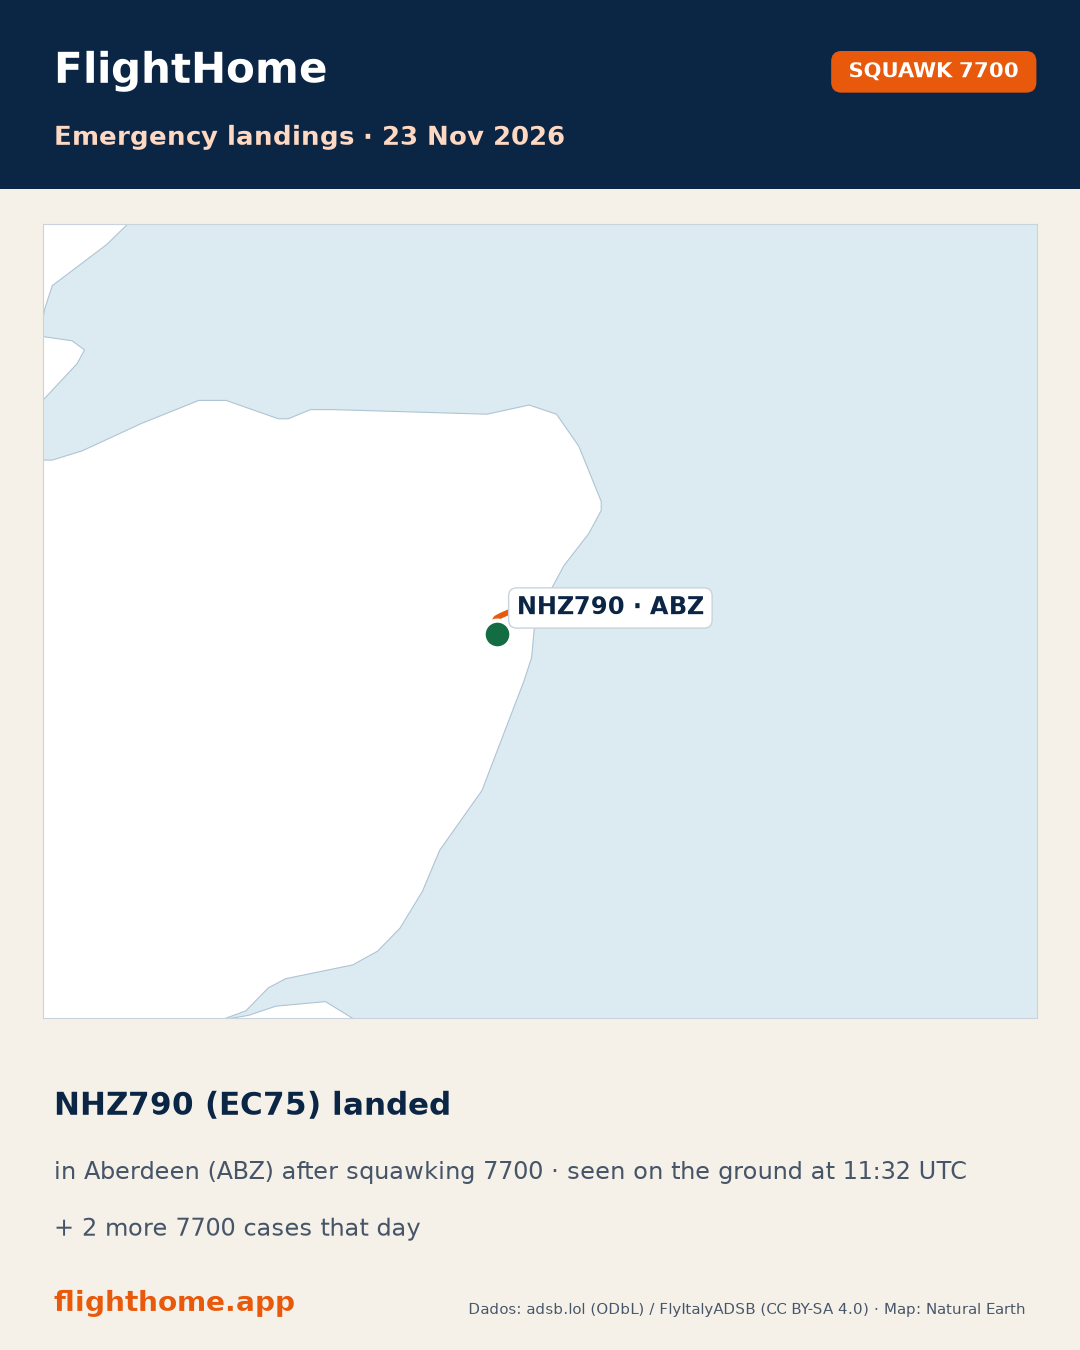 FlightHome
SQUAWK 7700
Emergency landings · 23 Nov 2026
NHZ790 · ABZ
NHZ790 (EC75) landed
in Aberdeen (ABZ) after squawking 7700 · seen on the ground at 11:32 UTC
+ 2 more 7700 cases that day
flighthome.app
Dados: adsb.lol (ODbL) / FlyItalyADSB (CC BY-SA 4.0) · Map: Natural Earth